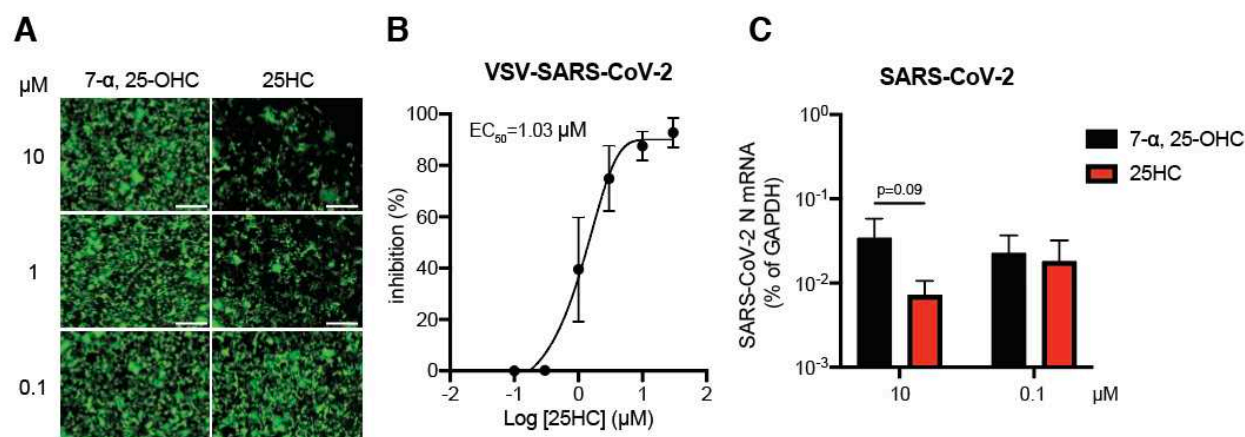 A
μM
7-α, 25-OHC
25HC
10
1
0.1
B
VSV-SARS-CoV-2
EC50=1.03 μM
inhibition (%)
100
80
60
40
20
0
-2
-1
0
1
2
Log [25HC] (μM)
C
SARS-CoV-2
SARS-CoV-2 N mRNA
(% of GAPDH)
10^0
10^-1
10^-2
10^-3
p=0.09
10
0.1
μM
7-α, 25-OHC
25HC